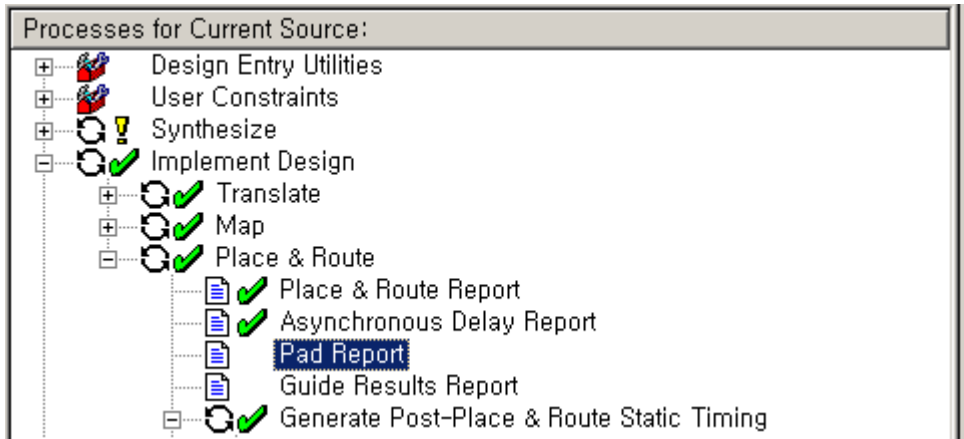 Processes for Current Source:
Design Entry Utilities
User Constraints
Synthesize
Implement Design
Translate
Map
Place & Route
Place & Route Report
Asynchronous Delay Report
Pad Report
Guide Results Report
Generate Post-Place & Route Static Timing